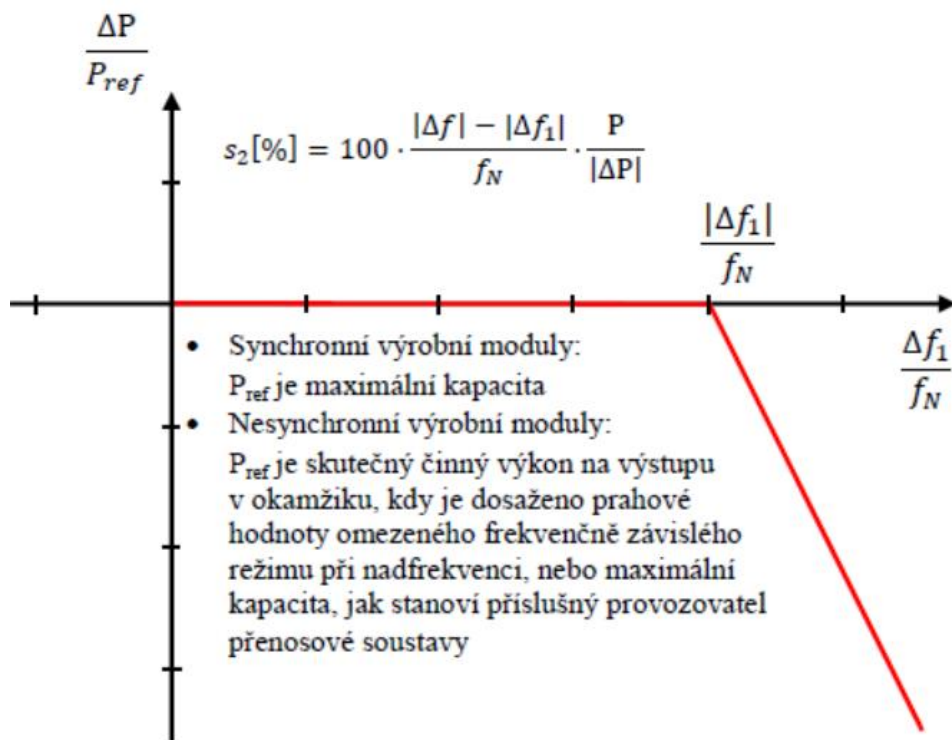 ΔP
P_ref
s₂[%] = 100 · (|Δf| − |Δf₁|)/f_N · P/|ΔP|
|Δf₁|
f_N
Δf₁
f_N
• Synchronní výrobní moduly:
P_ref je maximální kapacita
• Nesynchronní výrobní moduly:
P_ref je skutečný činný výkon na výstupu
v okamžiku, kdy je dosaženo prahové
hodnoty omezeného frekvenčně závislého
režimu při nadfrekvenci, nebo maximální
kapacita, jak stanoví příslušný provozovatel
přenosové soustavy